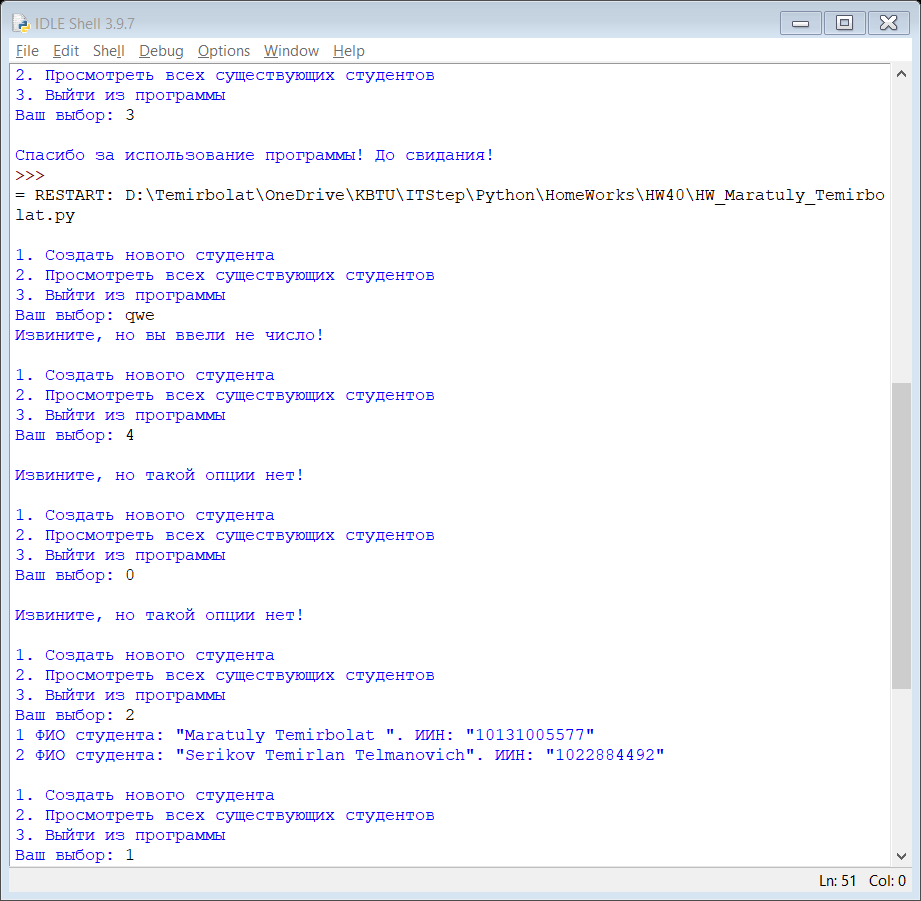 IDLE Shell 3.9.7
File Edit Shell Debug Options Window Help
2. Просмотреть всех существующих студентов
3. Выйти из программы
Ваш выбор: 3
Спасибо за использование программы! До свидания!
>>>
= RESTART: D:\Temirbolat\OneDrive\KBTU\ITStep\Python\HomeWorks\HW40\HW_Maratuly_Temirbo
lat.py
1. Создать нового студента
2. Просмотреть всех существующих студентов
3. Выйти из программы
Ваш выбор: qwe
Извините, но вы ввели не число!
1. Создать нового студента
2. Просмотреть всех существующих студентов
3. Выйти из программы
Ваш выбор: 4
Извините, но такой опции нет!
1. Создать нового студента
2. Просмотреть всех существующих студентов
3. Выйти из программы
Ваш выбор: 0
Извините, но такой опции нет!
1. Создать нового студента
2. Просмотреть всех существующих студентов
3. Выйти из программы
Ваш выбор: 2
1 ФИО студента: "Maratuly Temirbolat ". ИИН: "10131005577"
2 ФИО студента: "Serikov Temirlan Telmanovich". ИИН: "1022884492"
1. Создать нового студента
2. Просмотреть всех существующих студентов
3. Выйти из программы
Ваш выбор: 1
Ln: 51 Col: 0